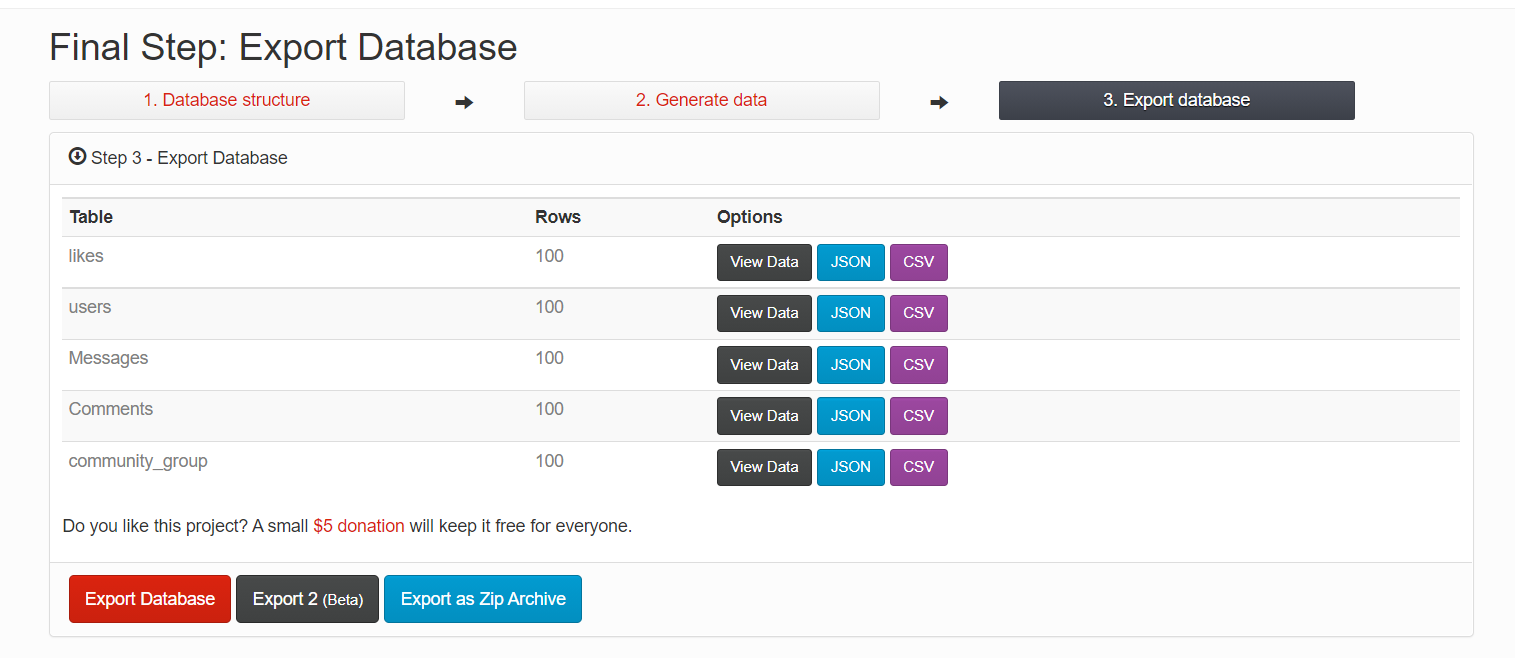 Final Step: Export Database
1. Database structure
2. Generate data
3. Export database
Step 3 - Export Database
Table Rows Options
likes 100 View Data JSON CSV
users 100 View Data JSON CSV
Messages 100 View Data JSON CSV
Comments 100 View Data JSON CSV
community_group 100 View Data JSON CSV
Do you like this project? A small $5 donation will keep it free for everyone.
Export Database Export 2 (Beta) Export as Zip Archive